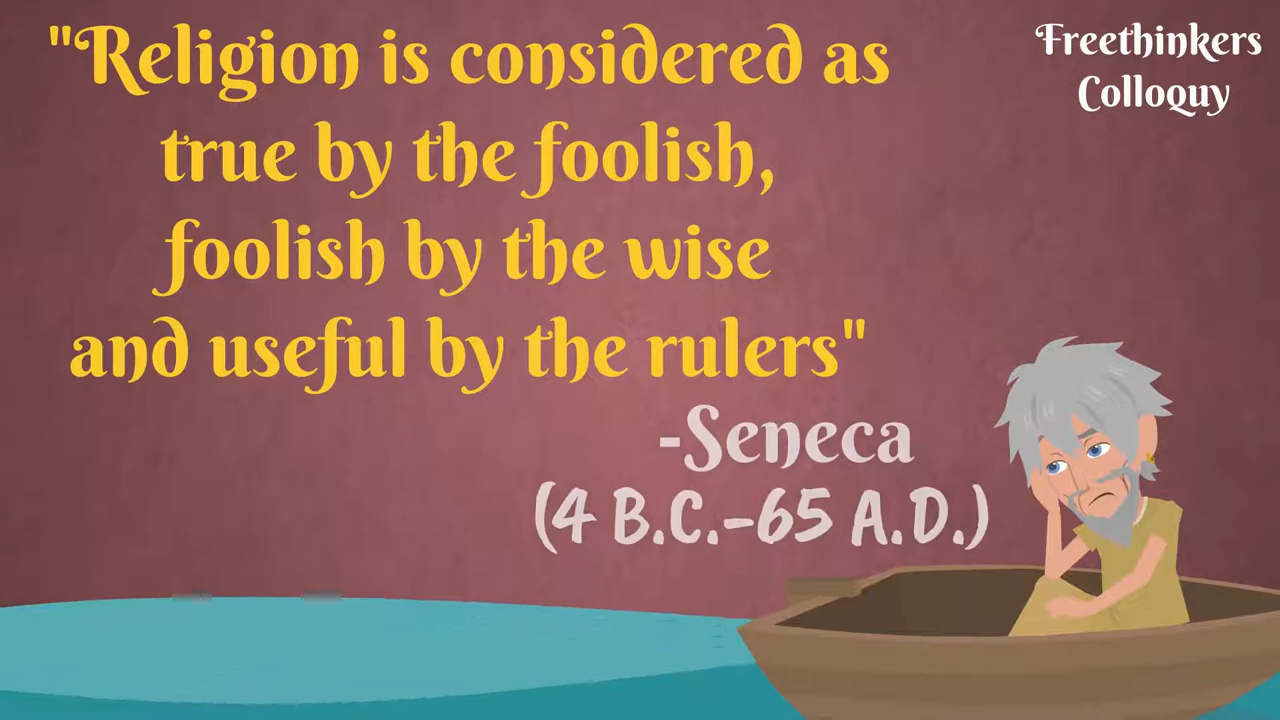 "Religion is considered as
true by the foolish,
foolish by the wise
and useful by the rulers"
-Seneca
(4 B.C.-65 A.D.)
Freethinkers
Colloquy